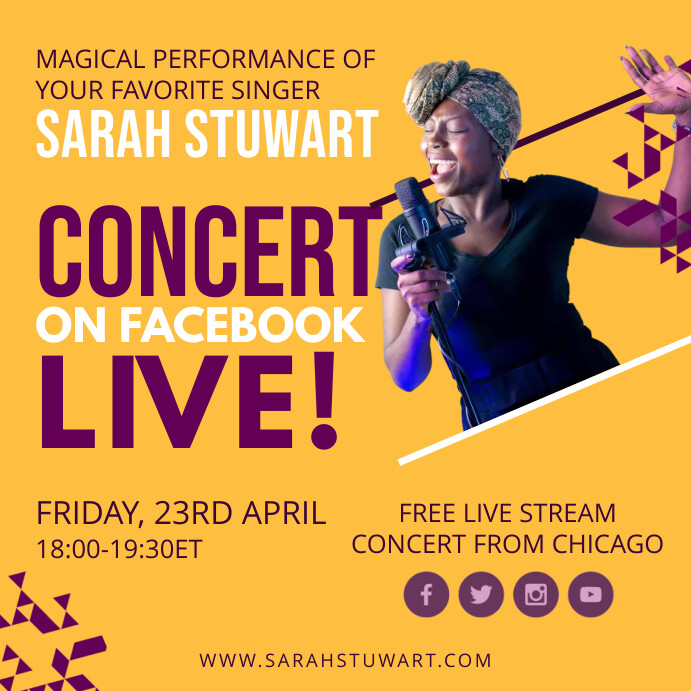 MAGICAL PERFORMANCE OF
YOUR FAVORITE SINGER
SARAH STUWART
CONCERT
ON FACEBOOK
LIVE!
FRIDAY, 23RD APRIL
18:00-19:30ET
FREE LIVE STREAM
CONCERT FROM CHICAGO
WWW.SARAHSTUWART.COM